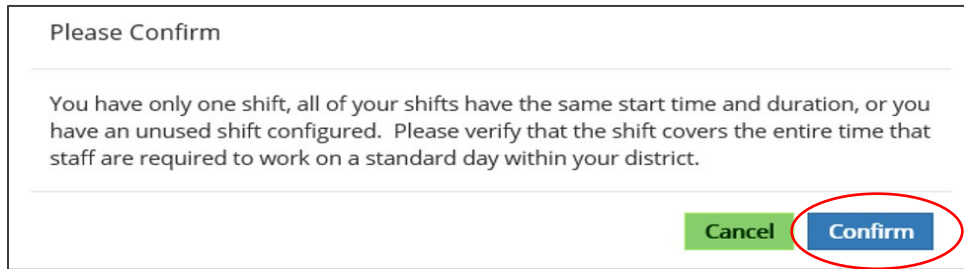 Please Confirm
You have only one shift, all of your shifts have the same start time and duration, or you
have an unused shift configured.  Please verify that the shift covers the entire time that
staff are required to work on a standard day within your district.
Cancel Confirm